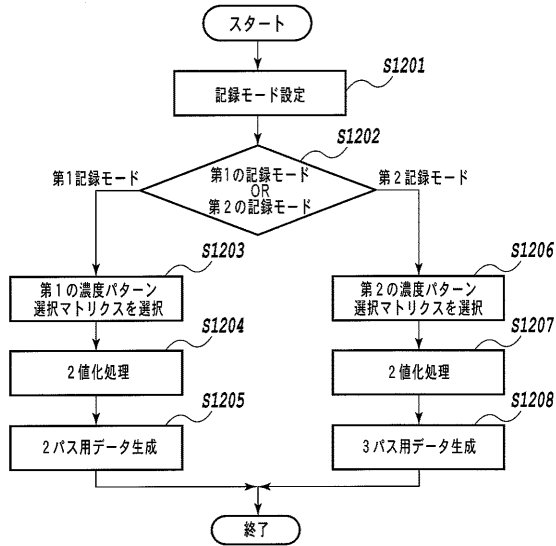 スタート
S1201
記録モード設定
S1202
第1の記録モード
OR
第2の記録モード
第1記録モード
第2記録モード
S1203
第1の濃度パターン
選択マトリクスを選択
S1204
2値化処理
S1205
2パス用データ生成
S1206
第2の濃度パターン
選択マトリクスを選択
S1207
2値化処理
S1208
3パス用データ生成
終了